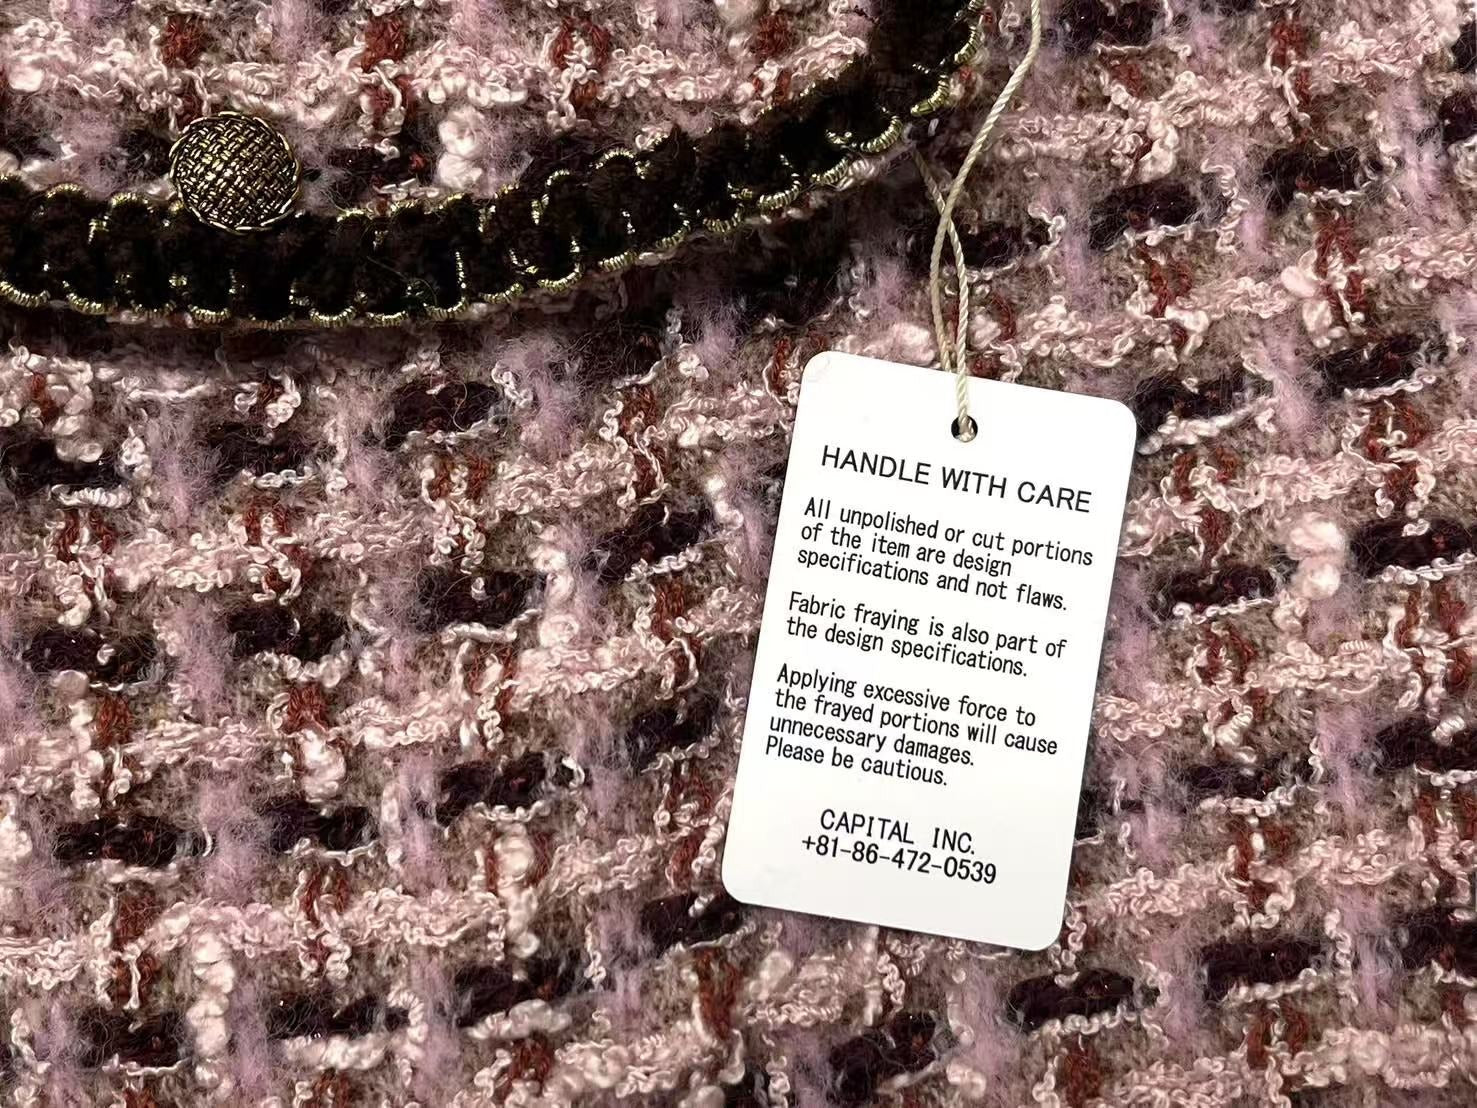 HANDLE WITH CARE
All unpolished or cut portions
of the item are design
specifications and not flaws.
Fabric fraying is also part of
the design specifications.
Applying excessive force to
the frayed portions will cause
unnecessary damages.
Please be cautious.
CAPITAL INC.
+81-86-472-0539